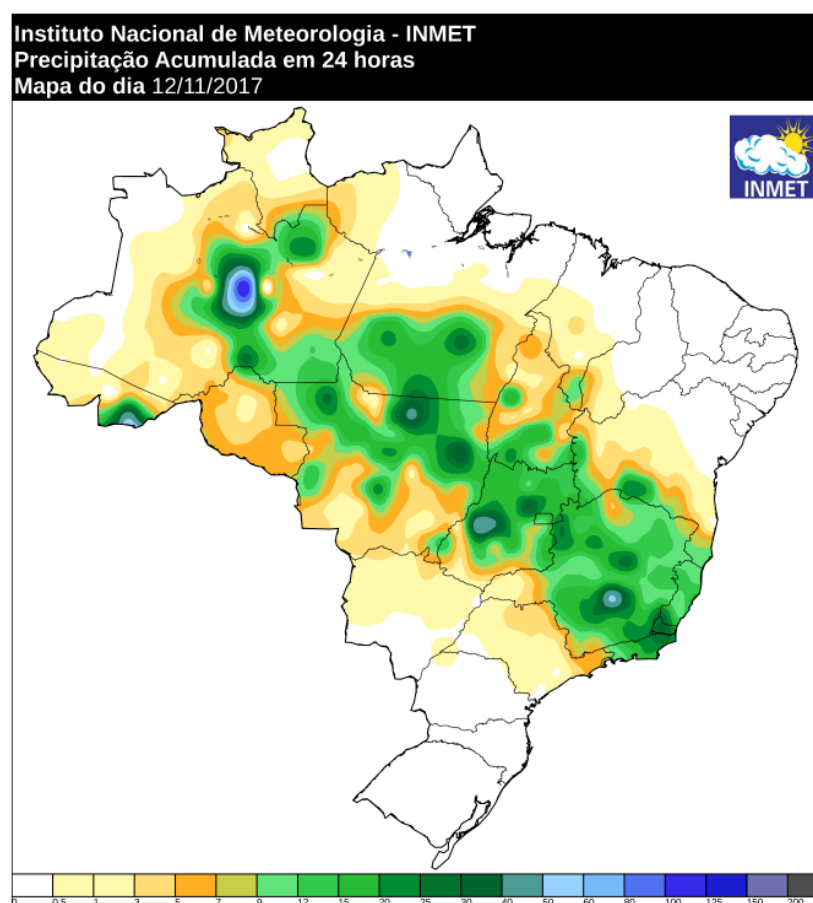 Instituto Nacional de Meteorologia - INMET
Precipitação Acumulada em 24 horas
Mapa do dia 12/11/2017
INMET
0 0.5 1 3 5 7 9 12 15 20 25 30 40 50 60 80 100 125 150 200